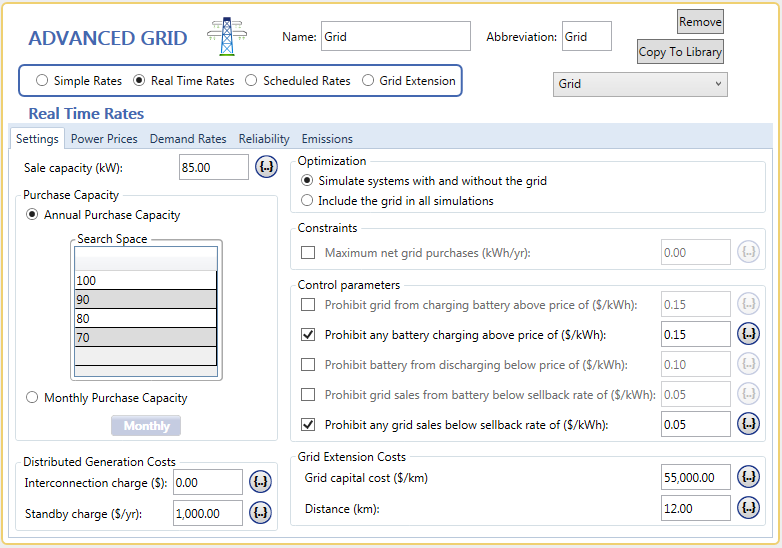 ADVANCED GRID
Name: Grid
Abbreviation: Grid
Remove
Copy To Library
Simple Rates Real Time Rates Scheduled Rates Grid Extension
Grid
Real Time Rates
Settings Power Prices Demand Rates Reliability Emissions
Sale capacity (kW): 85.00 {..}
Purchase Capacity
Annual Purchase Capacity
Search Space
100
90
80
70
Monthly Purchase Capacity
Monthly
Distributed Generation Costs
Interconnection charge ($): 0.00 {..}
Standby charge ($/yr): 1,000.00 {..}
Optimization
Simulate systems with and without the grid
Include the grid in all simulations
Constraints
Maximum net grid purchases (kWh/yr): 0.00 {..}
Control parameters
Prohibit grid from charging battery above price of ($/kWh): 0.15 {..}
Prohibit any battery charging above price of ($/kWh): 0.15 {..}
Prohibit battery from discharging below price of ($/kWh): 0.10 {..}
Prohibit grid sales from battery below sellback rate of ($/kWh): 0.05 {..}
Prohibit any grid sales below sellback rate of ($/kWh): 0.05 {..}
Grid Extension Costs
Grid capital cost ($/km) 55,000.00 {..}
Distance (km): 12.00 {..}